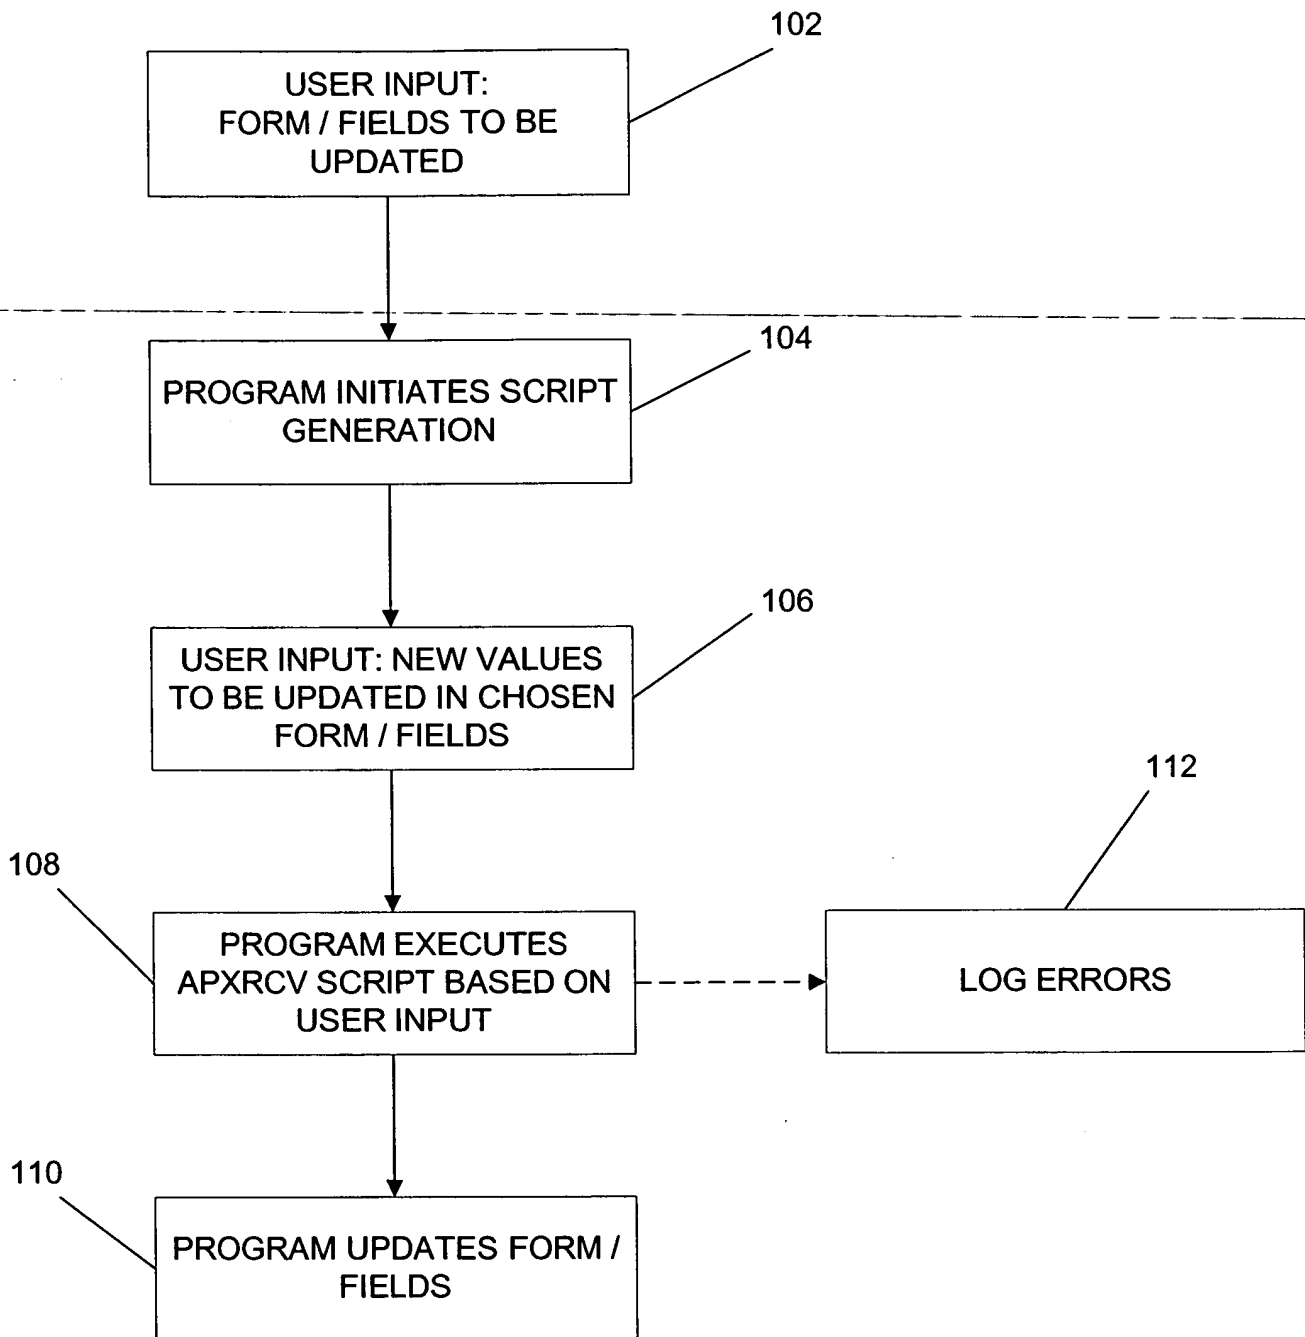 102
USER INPUT:
FORM / FIELDS TO BE
UPDATED
104
PROGRAM INITIATES SCRIPT
GENERATION
106
USER INPUT: NEW VALUES
TO BE UPDATED IN CHOSEN
FORM / FIELDS
112
108
PROGRAM EXECUTES
APXRCV SCRIPT BASED ON
USER INPUT
LOG ERRORS
110
PROGRAM UPDATES FORM /
FIELDS